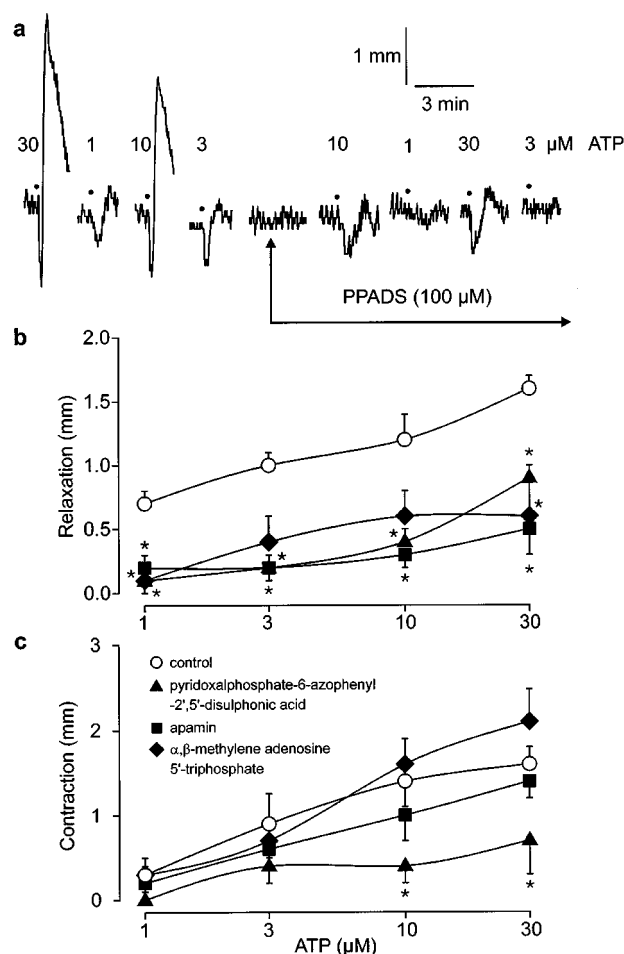 a
1 mm
3 min
30 1 10 3 10 1 30 3 μM ATP
PPADS (100 μM)
b
2.0
1.5
1.0
0.5
0.0
Relaxation (mm)
* * * * * * * * * *
1 3 10 30
c
3
2
1
0
Contraction (mm)
control
pyridoxalphosphate-6-azophenyl
-2',5'-disulphonic acid
apamin
α,β-methylene adenosine
5'-triphosphate
* *
1 3 10 30
ATP (μM)